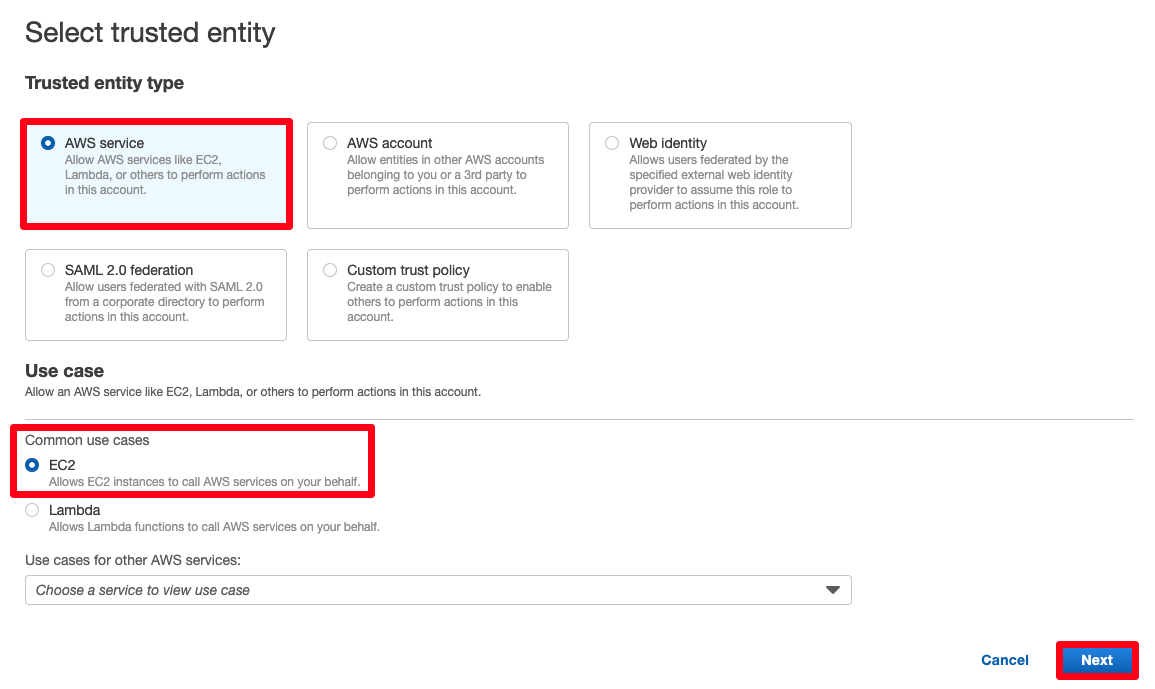 Select trusted entity
Trusted entity type
AWS service
Allow AWS services like EC2,
Lambda, or others to perform actions
in this account.
AWS account
Allow entities in other AWS accounts
belonging to you or a 3rd party to
perform actions in this account.
Web identity
Allows users federated by the
specified external web identity
provider to assume this role to
perform actions in this account.
SAML 2.0 federation
Allow users federated with SAML 2.0
from a corporate directory to perform
actions in this account.
Custom trust policy
Create a custom trust policy to enable
others to perform actions in this
account.
Use case
Allow an AWS service like EC2, Lambda, or others to perform actions in this account.
Common use cases
EC2
Allows EC2 instances to call AWS services on your behalf.
Lambda
Allows Lambda functions to call AWS services on your behalf.
Use cases for other AWS services:
Choose a service to view use case
Cancel
Next